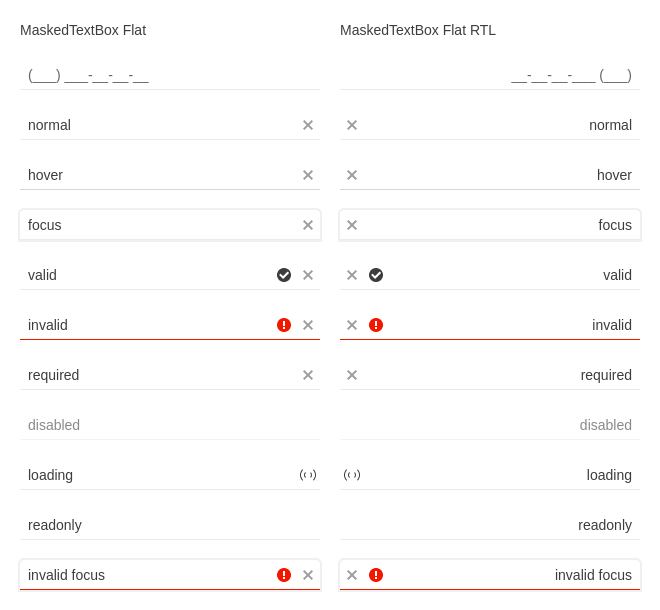 MaskedTextBox Flat
(___) ___-__-__-__
normal
hover
focus
valid
invalid
required
disabled
loading
readonly
invalid focus
MaskedTextBox Flat RTL
__-__-__-___ (___)
normal
hover
focus
valid
invalid
required
disabled
loading
readonly
invalid focus